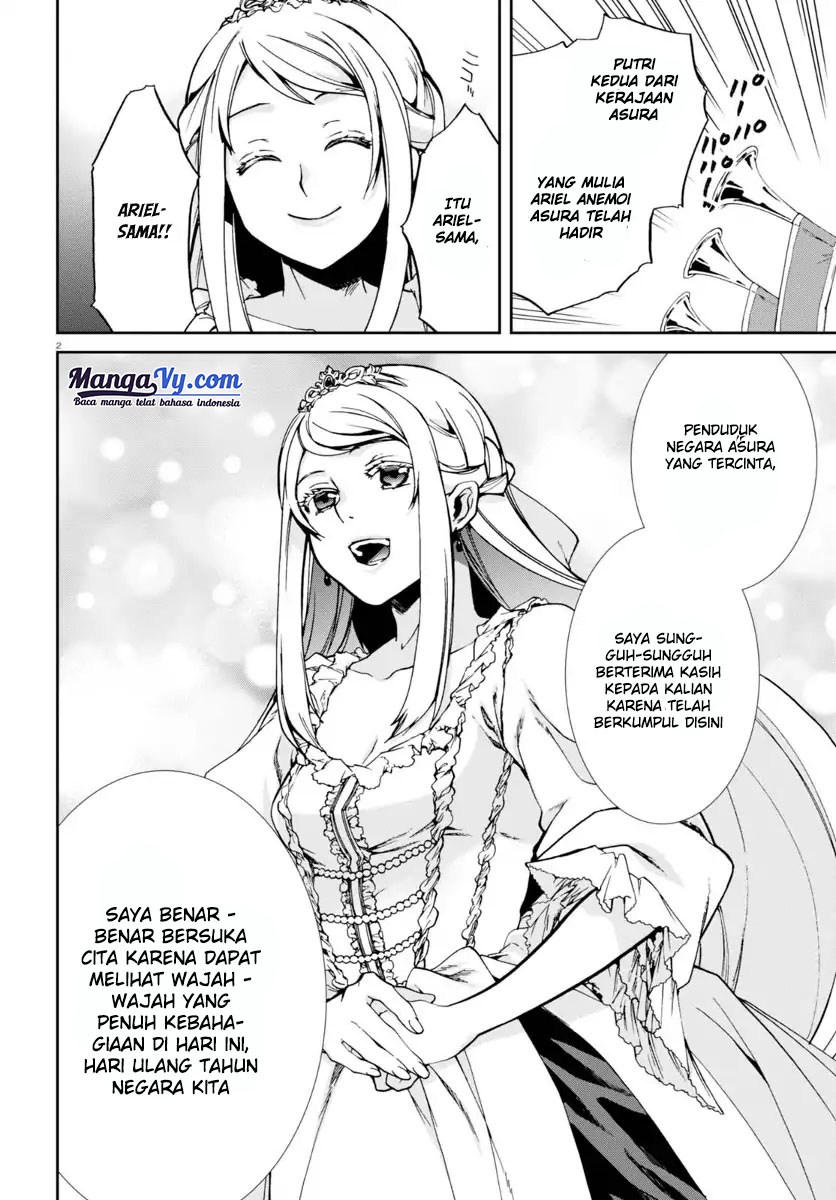 PUTRI
KEDUA DARI
KERAJAAN
ASURA
YANG MULIA
ARIEL ANEMOI
ASURA TELAH
HADIR
ITU
ARIEL-
SAMA,
ARIEL-
SAMA!!
2
MangaVy.com
Baca manga telat bahasa indonesia
PENDUDUK
NEGARA ASURA
YANG TERCINTA,
SAYA SUNG-
GUH-SUNGGUH
BERTERIMA KASIH
KEPADA KALIAN
KARENA TELAH
BERKUMPUL DISINI
SAYA BENAR -
BENAR BERSUKA
CITA KARENA DAPAT
MELIHAT WAJAH -
WAJAH YANG
PENUH KEBAHA-
GIAAN DI HARI INI,
HARI ULANG TAHUN
NEGARA KITA